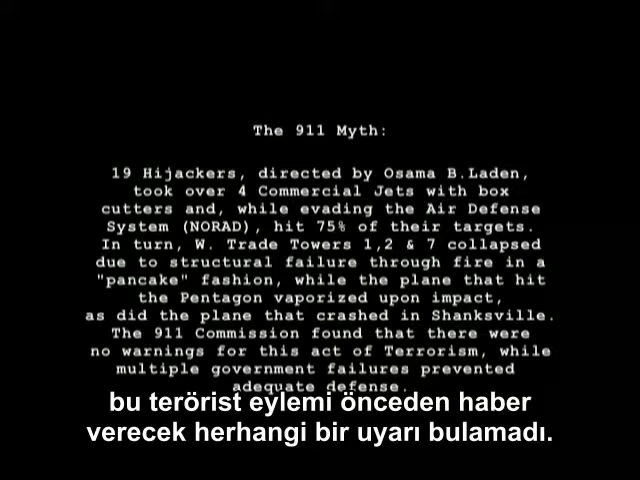 The 911 Myth:
19 Hijackers, directed by Osama B.Laden,
took over 4 Commercial Jets with box
cutters and, while evading the Air Defense
System (NORAD), hit 75% of their targets.
In turn, W. Trade Towers 1,2 & 7 collapsed
due to structural failure through fire in a
"pancake" fashion, while the plane that hit
the Pentagon vaporized upon impact,
as did the plane that crashed in Shanksville.
The 911 Commission found that there were
no warnings for this act of Terrorism, while
multiple government failures prevented
adequate defense.
bu terörist eylemi önceden haber
verecek herhangi bir uyarı bulamadı.